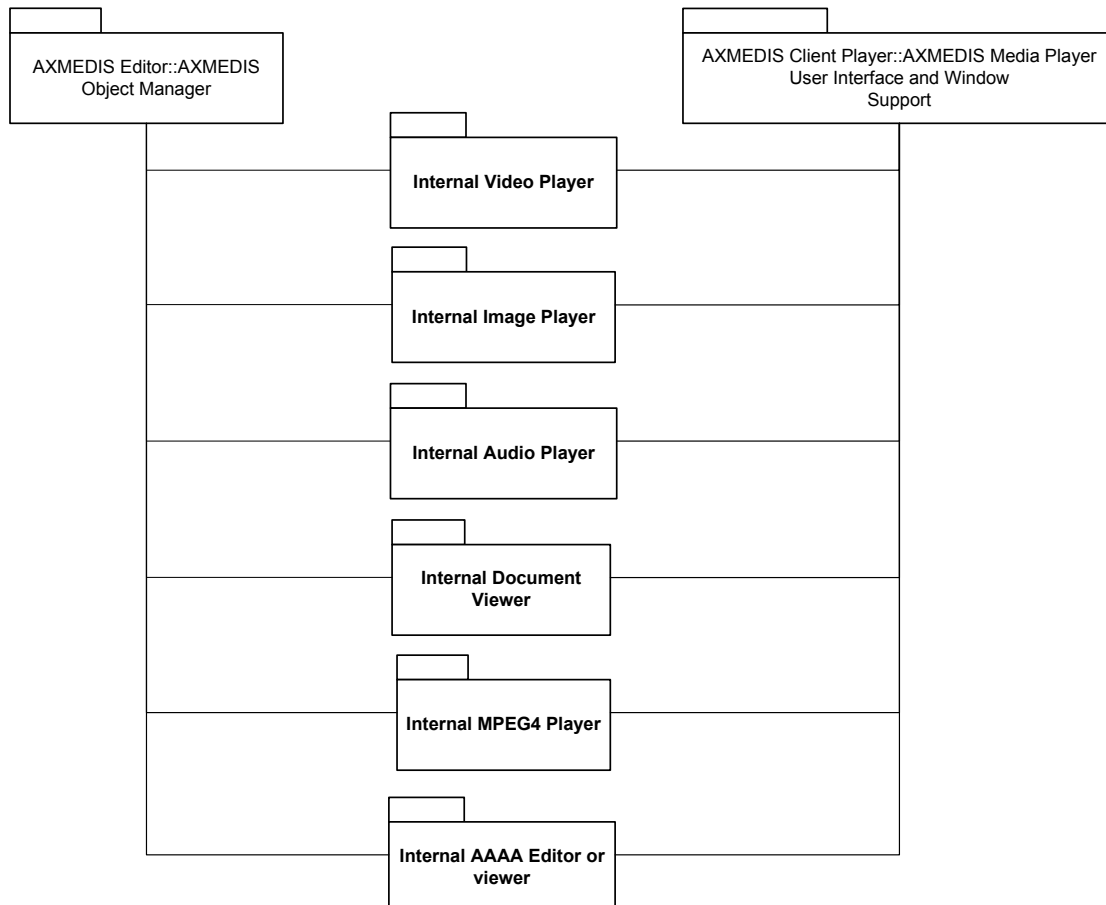 AXMEDIS Editor::AXMEDIS
Object Manager
AXMEDIS Client Player::AXMEDIS Media Player
User Interface and Window
Support
Internal Video Player
Internal Image Player
Internal Audio Player
Internal Document
Viewer
Internal MPEG4 Player
Internal AAAA Editor or
viewer